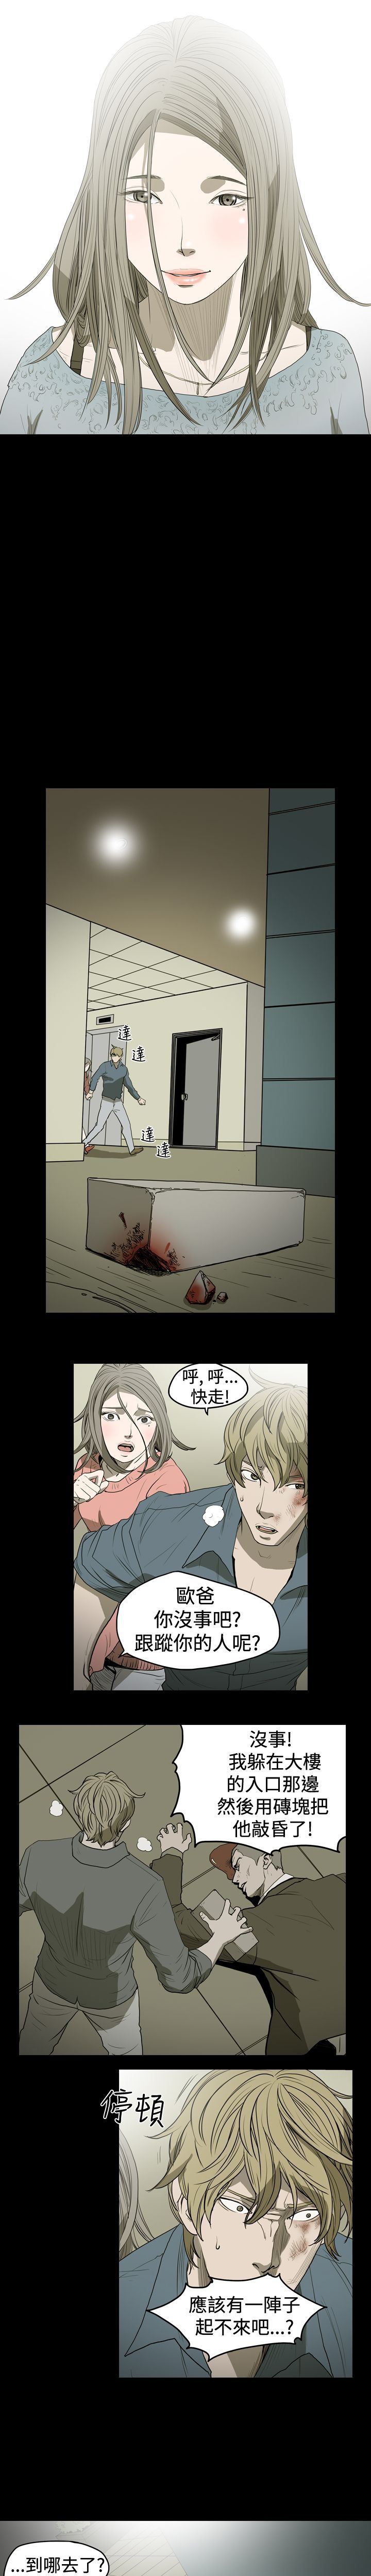 達
達
達
達
呼,呼...
快走!
歐爸
你沒事吧?
跟蹤你的人呢?
沒事!
我躲在大樓
的入口那邊
然後用磚塊把
他敲昏了!
停頓
應該有一陣子
起不來吧...?
...到哪去了?